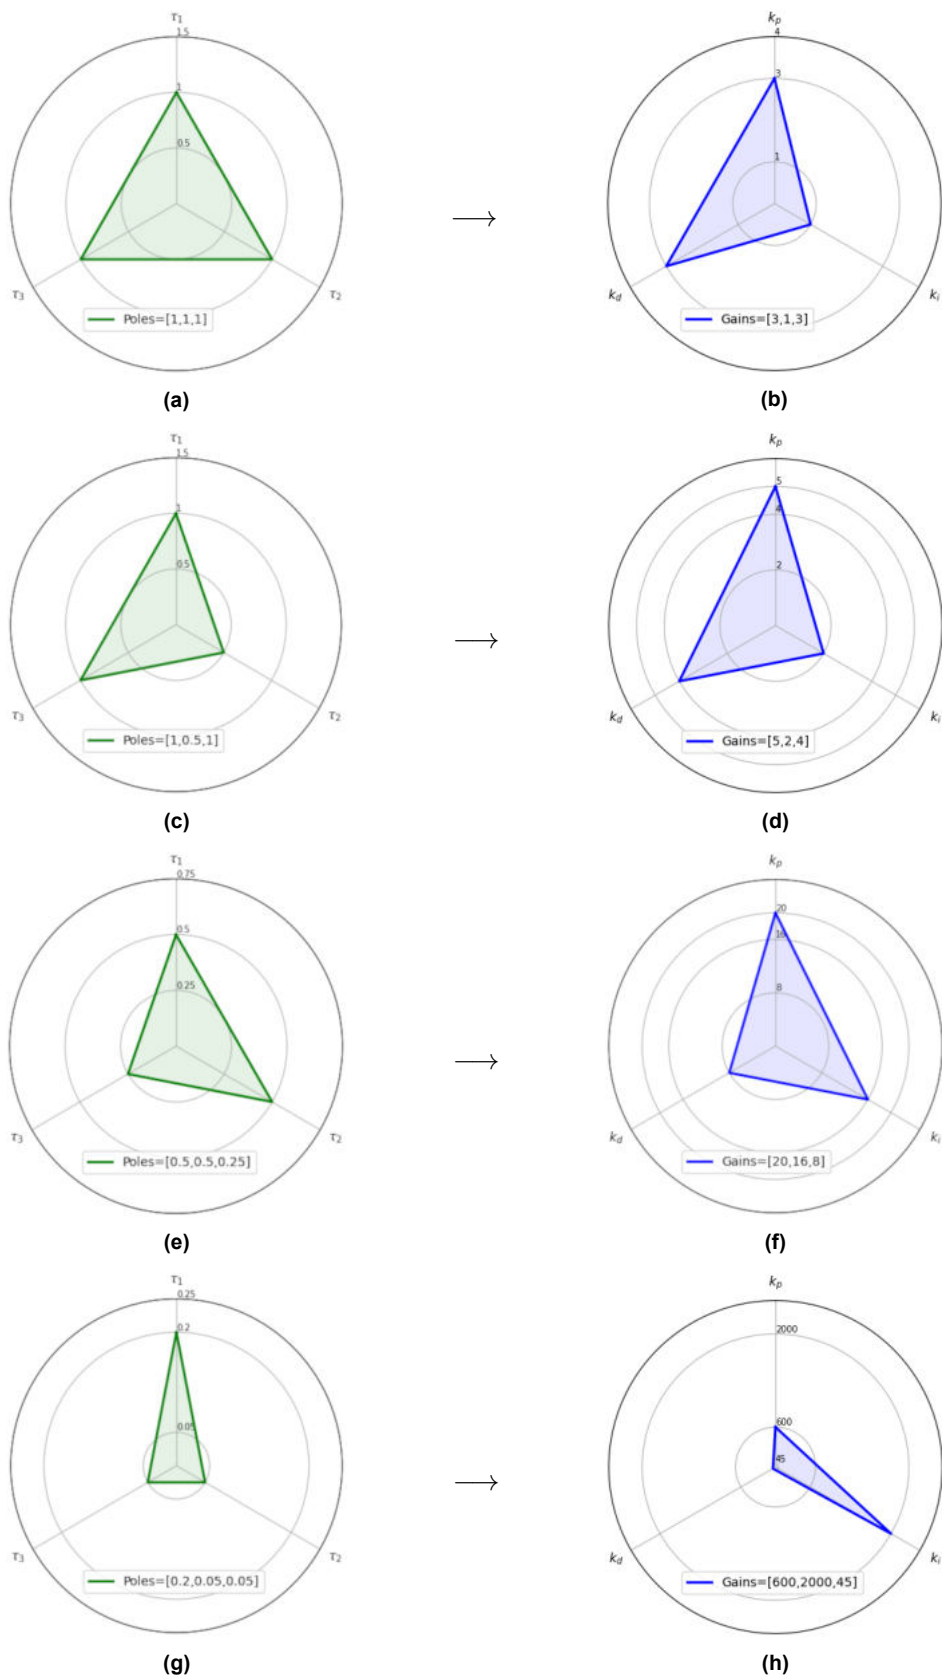 τ1
1.5
1
0.5
τ3
τ2
Poles=[1,1,1]
(a)
→
kp
4
3
1
kd
ki
Gains=[3,1,3]
(b)
τ1
1.5
1
0.5
τ3
τ2
Poles=[1,0.5,1]
(c)
→
kp
5
4
2
kd
ki
Gains=[5,2,4]
(d)
τ1
0.75
0.5
0.25
τ3
τ2
Poles=[0.5,0.5,0.25]
(e)
→
kp
20
16
8
kd
ki
Gains=[20,16,8]
(f)
τ1
0.25
0.2
0.05
τ3
τ2
Poles=[0.2,0.05,0.05]
(g)
→
kp
2000
600
45
kd
ki
Gains=[600,2000,45]
(h)